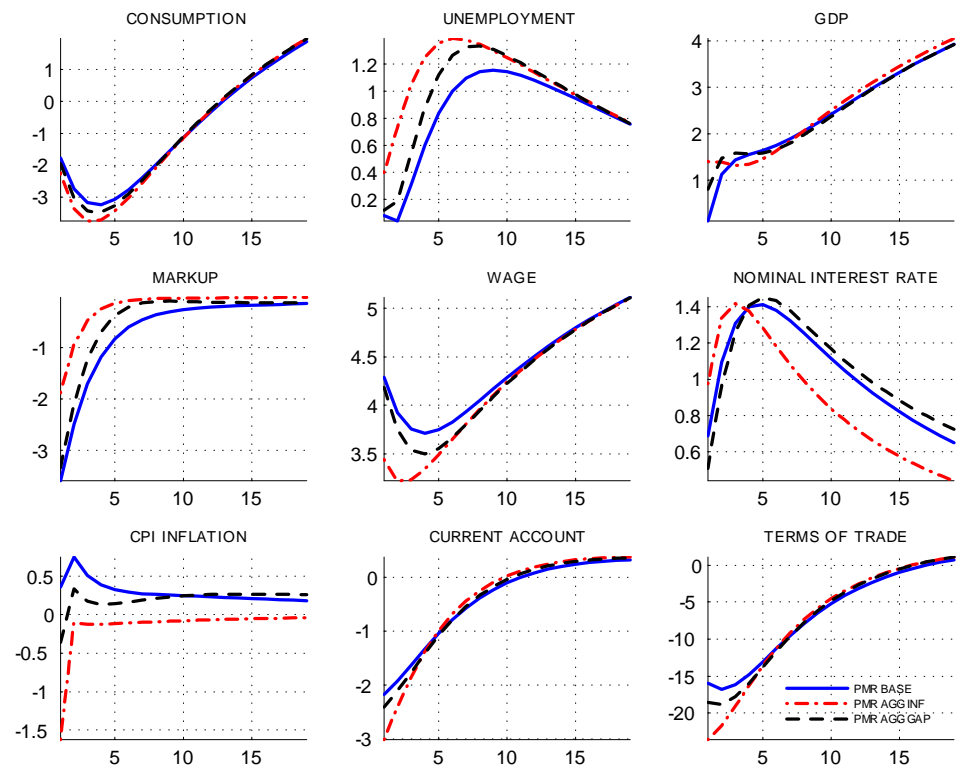 CONSUMPTION
1
0
-1
-2
-3
5 10 15
UNEMPLOYMENT
1.2
1
0.8
0.6
0.4
0.2
5 10 15
GDP
4
3
2
1
5 10 15
MARKUP
-1
-2
-3
5 10 15
WAGE
5
4.5
4
3.5
5 10 15
NOMINAL INTEREST RATE
1.4
1.2
1
0.8
0.6
5 10 15
CPI INFLATION
0.5
0
-0.5
-1
-1.5
5 10 15
CURRENT ACCOUNT
0
-1
-2
-3
5 10 15
TERMS OF TRADE
0
-5
-10
-15
-20
5 10 15
PMR BASE
PMR AGG INF
PMR AGG GAP